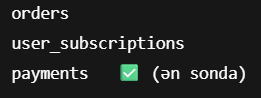 orders
user_subscriptions
payments ✅ (ən sonda)